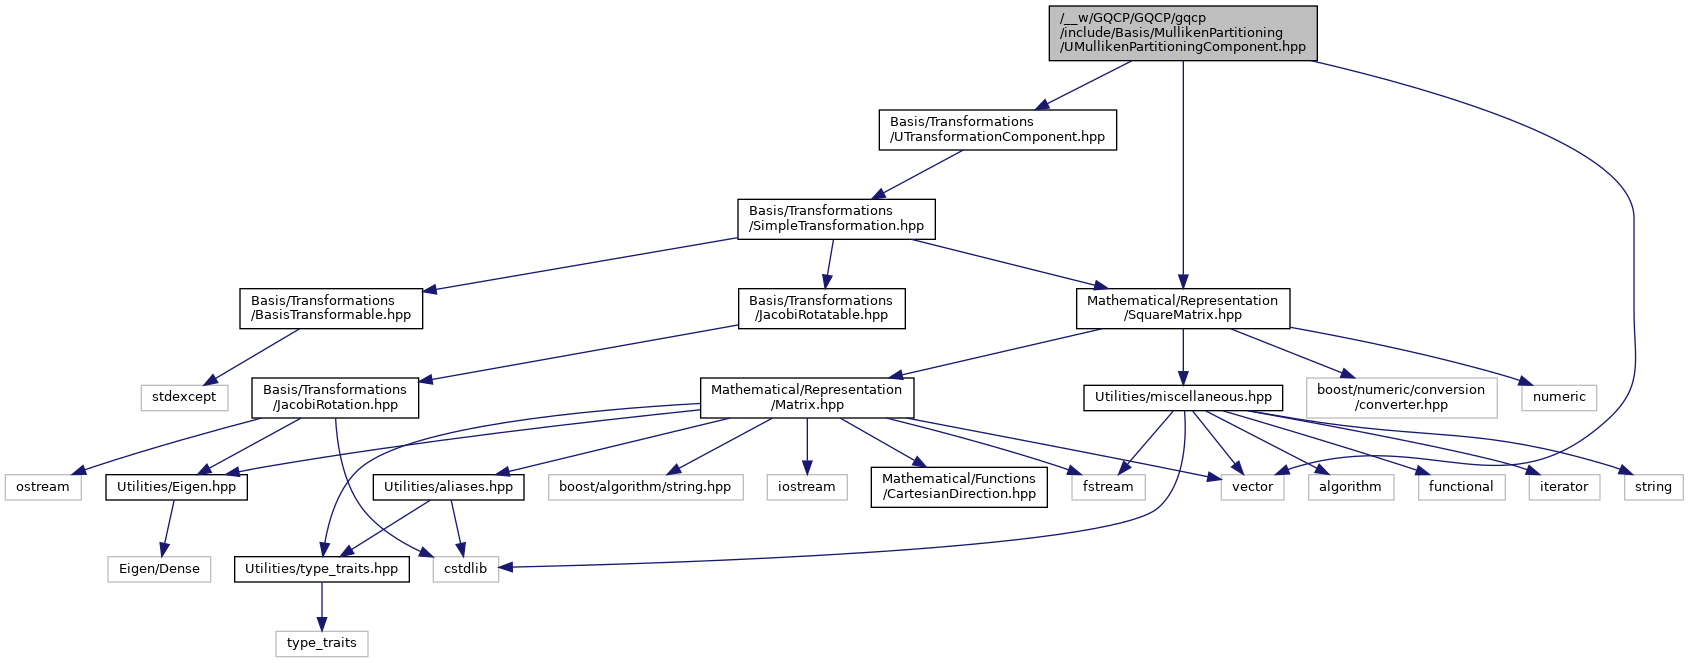 /__w/GQCP/GQCP/gqcp
/include/Basis/MullikenPartitioning
/UMullikenPartitioningComponent.hpp
Basis/Transformations
/UTransformationComponent.hpp
Basis/Transformations
/SimpleTransformation.hpp
Basis/Transformations
/BasisTransformable.hpp
Basis/Transformations
/JacobiRotatable.hpp
Mathematical/Representation
/SquareMatrix.hpp
stdexcept
Basis/Transformations
/JacobiRotation.hpp
Mathematical/Representation
/Matrix.hpp
Utilities/miscellaneous.hpp
boost/numeric/conversion
/converter.hpp
numeric
ostream
Utilities/Eigen.hpp
Utilities/aliases.hpp
boost/algorithm/string.hpp
iostream
Mathematical/Functions
/CartesianDirection.hpp
fstream
vector
algorithm
functional
iterator
string
Eigen/Dense
Utilities/type_traits.hpp
cstdlib
type_traits